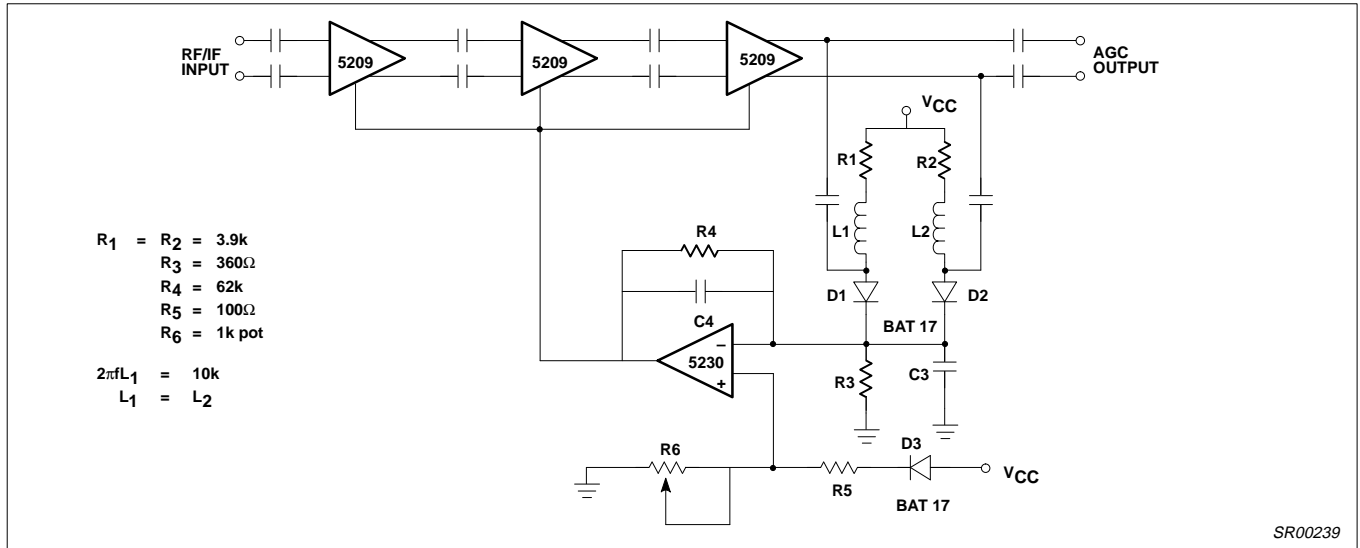 RF/IF
INPUT
5209
5209
5209
AGC
OUTPUT
VCC
R1
R2
L1
L2
R4
D1
D2
C4
BAT 17
5230
−
+
R3
C3
D3
R6
R5
VCC
BAT 17
R1 = R2 = 3.9k
R3 = 360Ω
R4 = 62k
R5 = 100Ω
R6 = 1k pot
2πfL1 = 10k
L1 = L2
SR00239